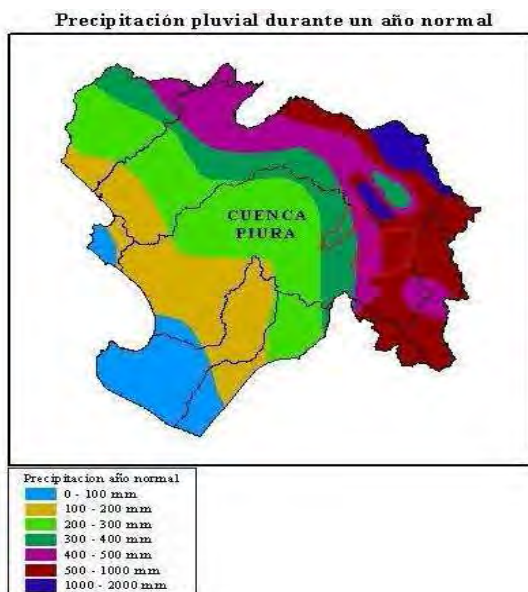 Precipitación pluvial durante un año normal
CUENCA
PIURA
Precipitacion año normal
0 - 100 mm
100 - 200 mm
200 - 300 mm
300 - 400 mm
400 - 500 mm
500 - 1000 mm
1000 - 2000 mm